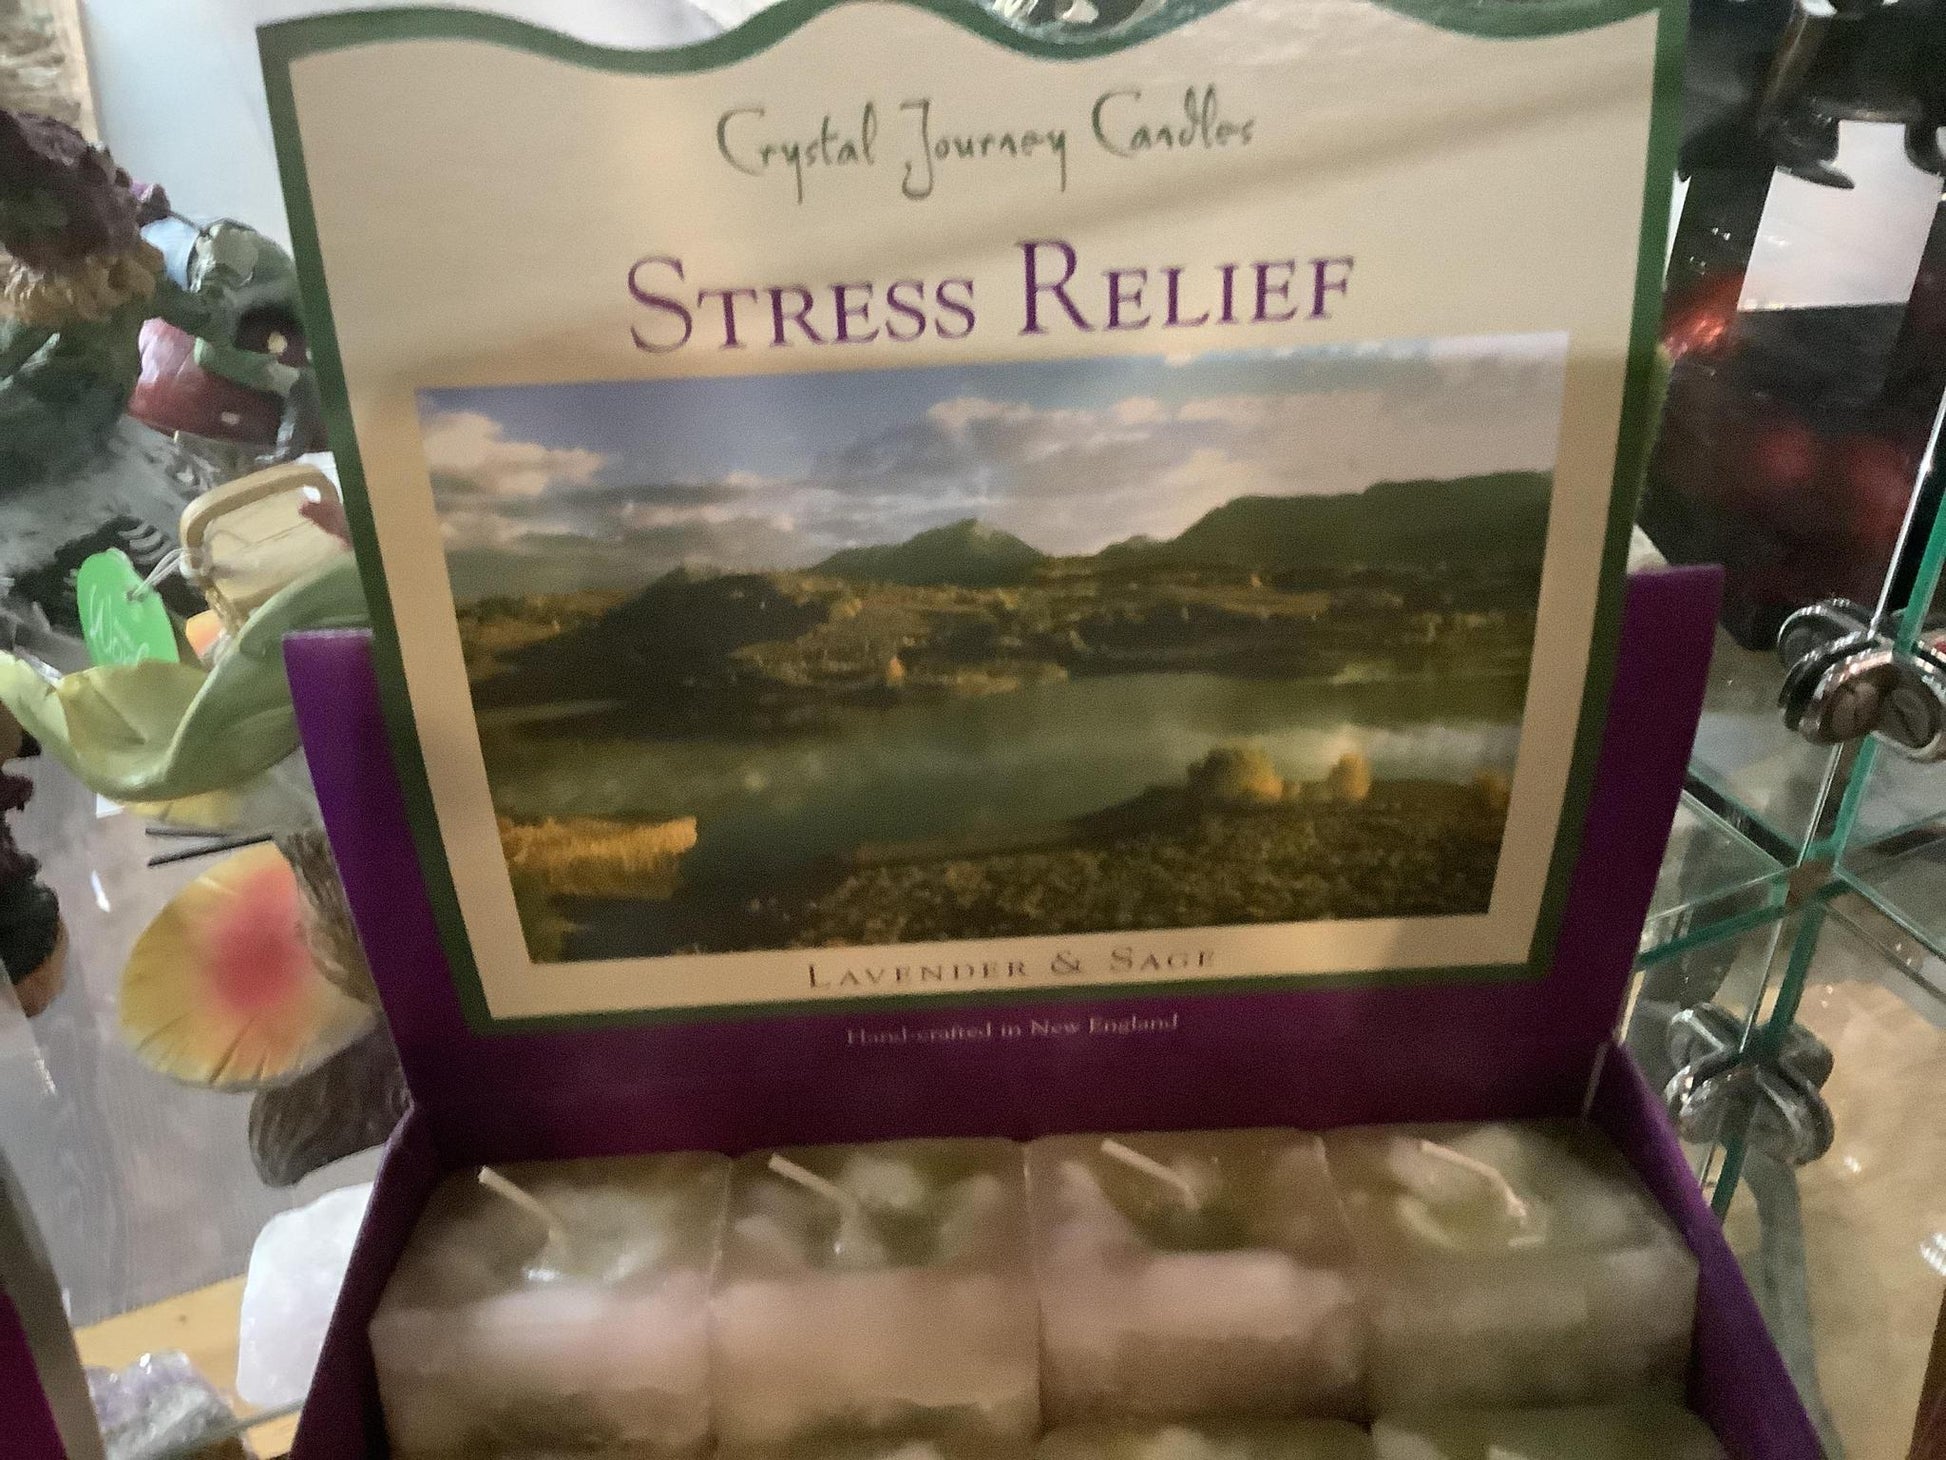 Crystal Journey Candles
STRESS RELIEF
LAVENDER & SAGE
Hand-crafted in New England